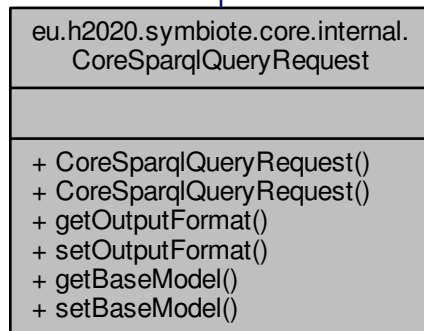 eu.h2020.symbiote.core.internal.
CoreSparqlQueryRequest
+ CoreSparqlQueryRequest()
+ CoreSparqlQueryRequest()
+ getOutputFormat()
+ setOutputFormat()
+ getBaseModel()
+ setBaseModel()